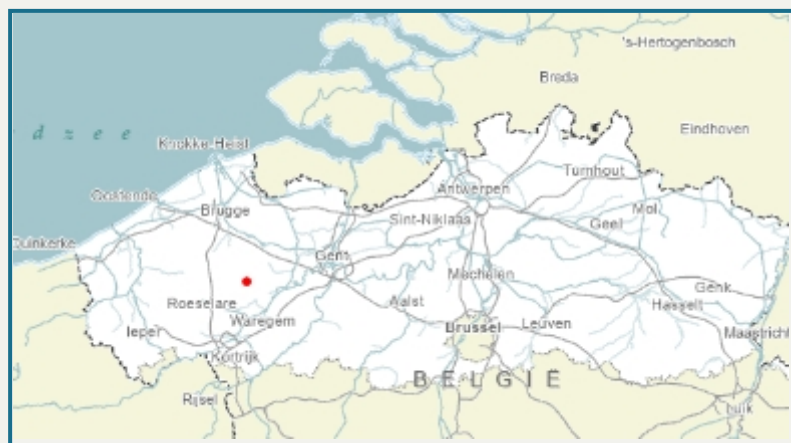 's-Hertogenbosch
Breda
d z e e
Eindhoven
Knokke-Heist
Turnhout
Oostende
Antwerpen
Brugge
Mol
Sint-Niklaas
Geel
Duinkerke
Gent
Mechelen
Genk
Roeselare
Aalst
Hasselt
Ieper
Waregem
Brussel
Leuven
Maastricht
Kortrijk
BELGIË
Rijsel
Luik